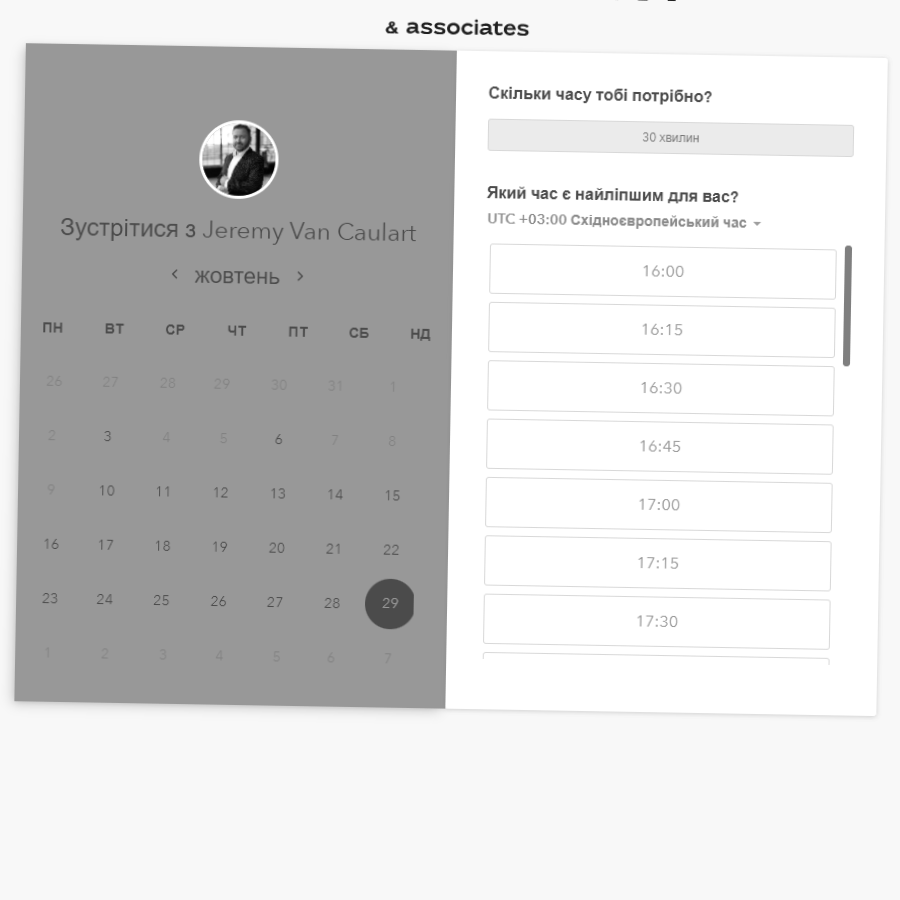 & associates
Зустрітися з Jeremy Van Caulart
жовтень
ПН ВТ СР ЧТ ПТ СБ НД
26 27 28 29 30 31 1
2 3 4 5 6 7 8
9 10 11 12 13 14 15
16 17 18 19 20 21 22
23 24 25 26 27 28 29
1 2 3 4 5 6 7
Скільки часу тобі потрібно?
30 хвилин
Який час є найліпшим для вас?
UTC +03:00 Східноєвропейський час
16:00
16:15
16:30
16:45
17:00
17:15
17:30